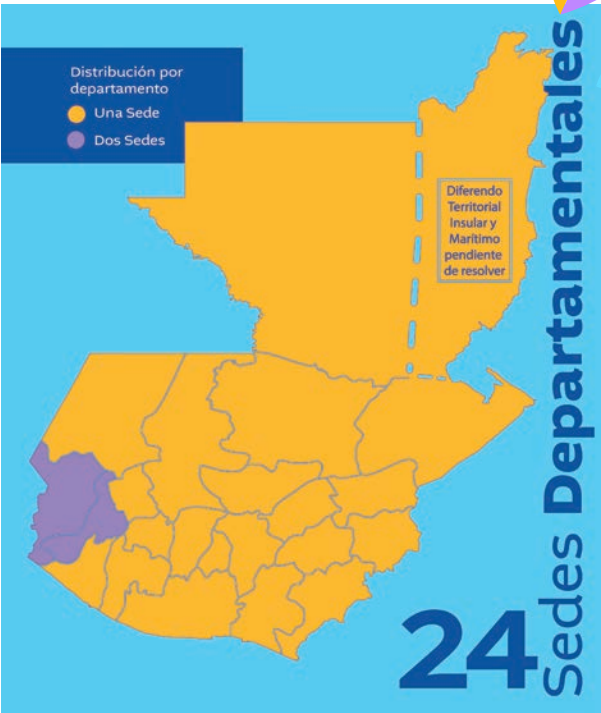 Distribución por
departamento
Una Sede
Dos Sedes
Diferendo
Territorial
Insular y
Marítimo
pendiente
de resolver
24
Sedes Departamentales